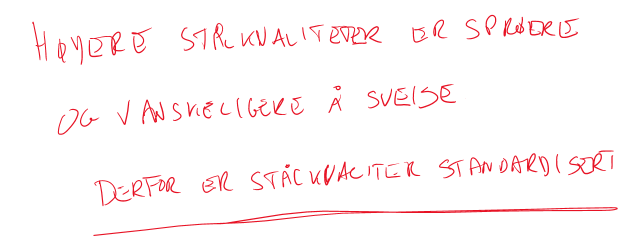 HØYERE STÅLKVALITETER ER SPRØERE
OG VANSKELIGERE Å SVEISE
DERFOR ER STÅLKVALITER STANDARDISERT